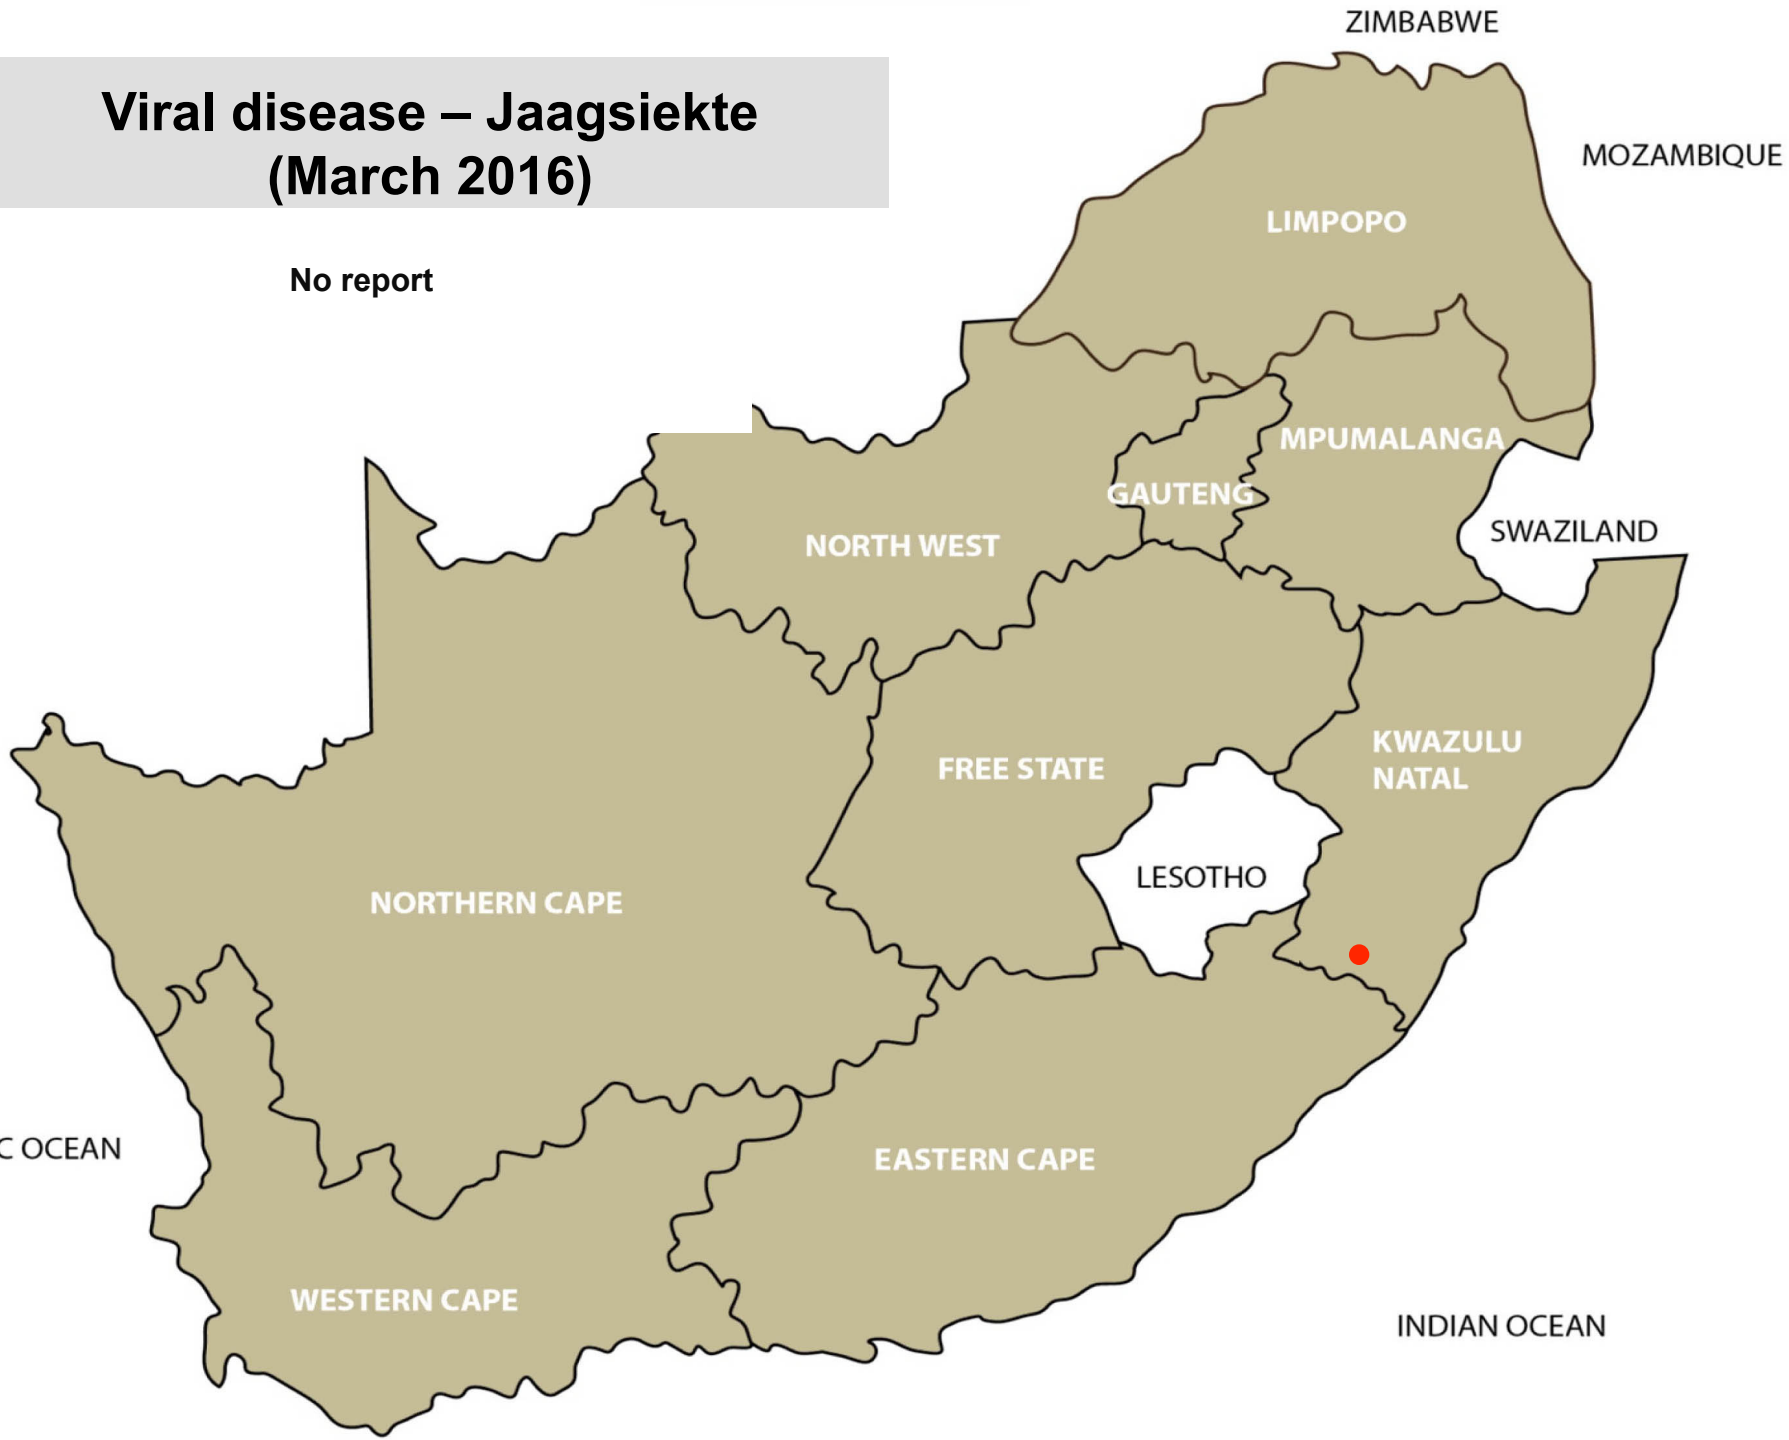 ZIMBABWE
Viral disease – Jaagsiekte
(March 2016)
MOZAMBIQUE
LIMPOPO
No report
MPUMALANGA
GAUTENG
SWAZILAND
NORTH WEST
KWAZULU
NATAL
FREE STATE
LESOTHO
NORTHERN CAPE
C OCEAN
EASTERN CAPE
WESTERN CAPE
INDIAN OCEAN